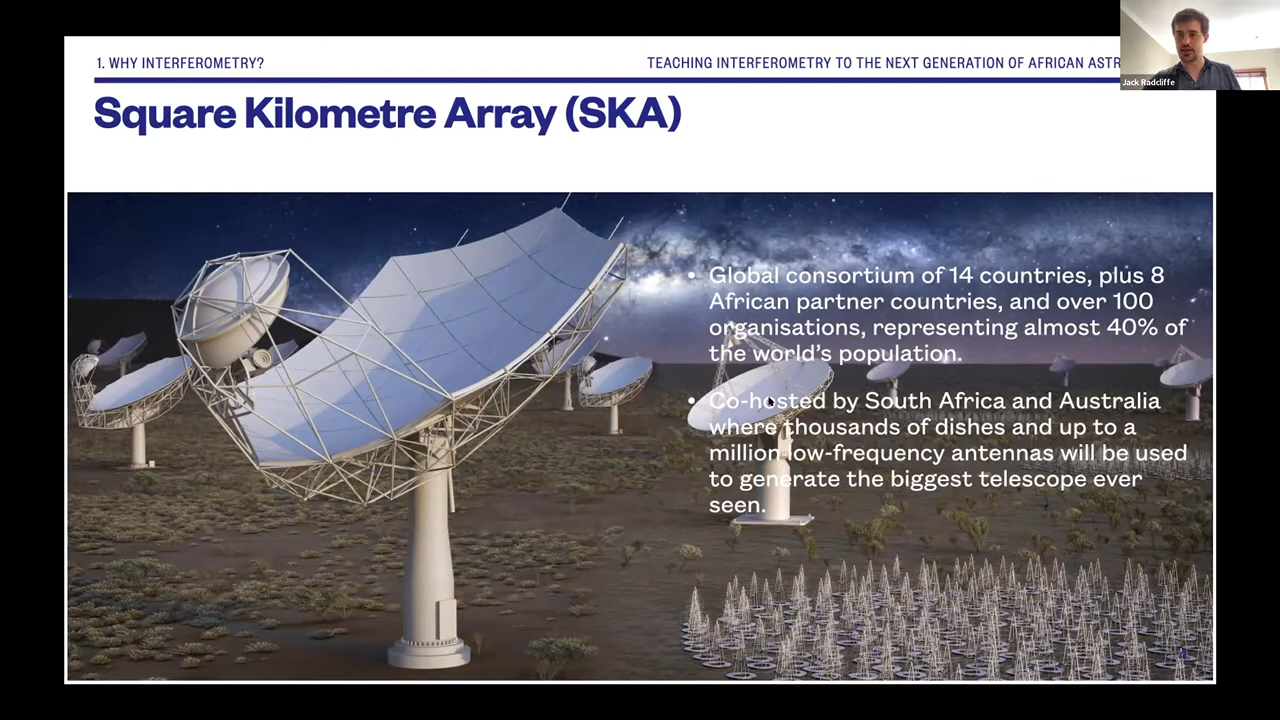 1. WHY INTERFEROMETRY?
TEACHING INTERFEROMETRY TO THE NEXT GENERATION OF AFRICAN
Jack Radcliffe
Square Kilometre Array (SKA)
• Global consortium of 14 countries, plus 8
African partner countries, and over 100
organisations, representing almost 40% of
the world's population.
• Co-hosted by South Africa and Australia
where thousands of dishes and up to a
million low-frequency antennas will be used
to generate the biggest telescope ever
seen.